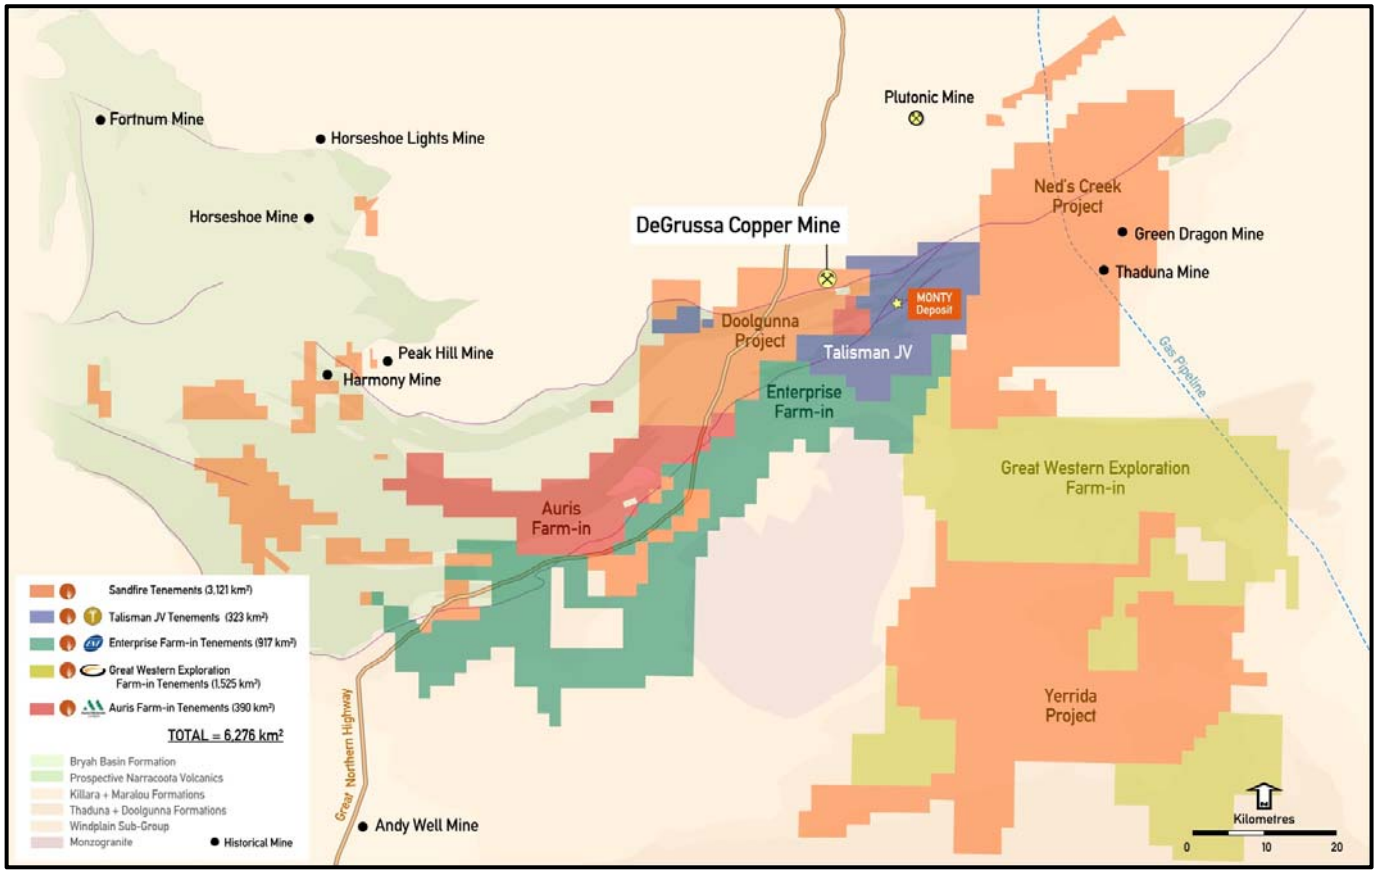 Plutonic Mine
Fortnum Mine
Horseshoe Lights Mine
Ned's Creek
Project
Horseshoe Mine
DeGrussa Copper Mine
Green Dragon Mine
Thaduna Mine
MONTY
Deposit
Doolgunna
Project
Talisman JV
Peak Hill Mine
Harmony Mine
Gas Pipeline
Enterprise
Farm-in
Great Western Exploration
Farm-in
Auris
Farm-in
Sandfire Tenements (3,121 km²)
Talisman JV Tenements (323 km²)
Enterprise Farm-in Tenements (917 km²)
Great Western Exploration
Farm-in Tenements (1,525 km²)
Auris Farm-in Tenements (390 km²)
TOTAL = 6,276 km²
Bryah Basin Formation
Prospective Narracoota Volcanics
Killara + Maralou Formations
Thaduna + Doolgunna Formations
Windplain Sub-Group
Monzogranite
Historical Mine
Great Northern Highway
Yerrida
Project
Andy Well Mine
N
Kilometres
0 10 20